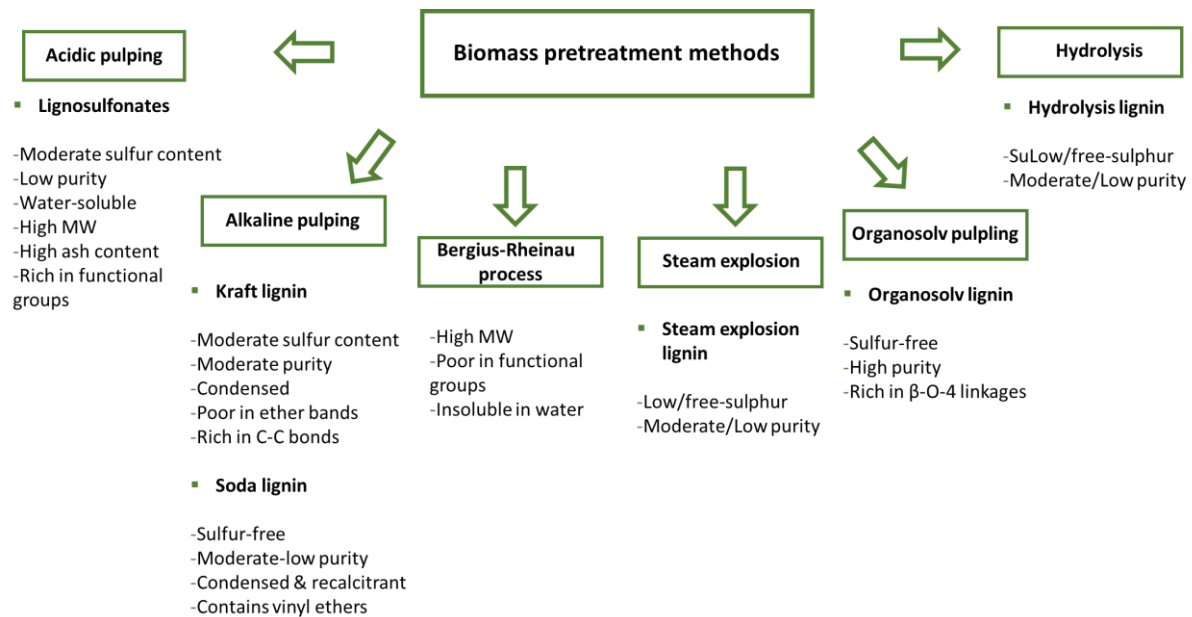 Biomass pretreatment methods
Acidic pulping
▪ Lignosulfonates
-Moderate sulfur content
-Low purity
-Water-soluble
-High MW
-High ash content
-Rich in functional
groups
Alkaline pulping
▪ Kraft lignin
-Moderate sulfur content
-Moderate purity
-Condensed
-Poor in ether bands
-Rich in C-C bonds
▪ Soda lignin
-Sulfur-free
-Moderate-low purity
-Condensed & recalcitrant
-Contains vinyl ethers
Bergius-Rheinau
process
-High MW
-Poor in functional
groups
-Insoluble in water
Steam explosion
▪ Steam explosion
lignin
-Low/free-sulphur
-Moderate/Low purity
Organosolv pulpling
▪ Organosolv lignin
-Sulfur-free
-High purity
-Rich in β-O-4 linkages
Hydrolysis
▪ Hydrolysis lignin
-SuLow/free-sulphur
-Moderate/Low purity